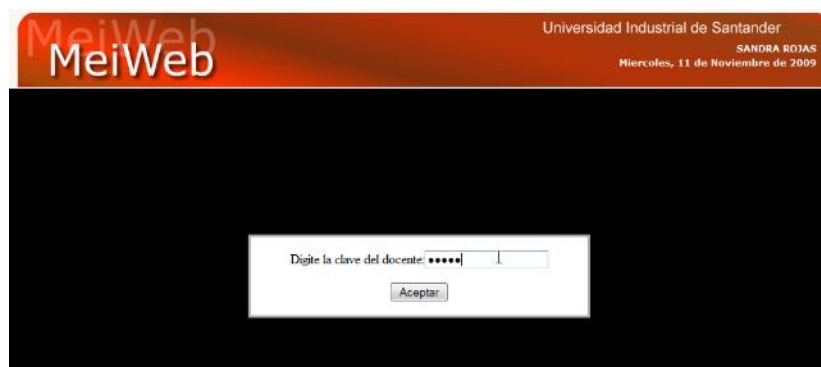 Universidad Industrial de Santander
MeiWeb
MeiWeb
SANDRA ROJAS
Miercoles, 11 de Noviembre de 2009
Digite la clave del docente: •••••
Aceptar